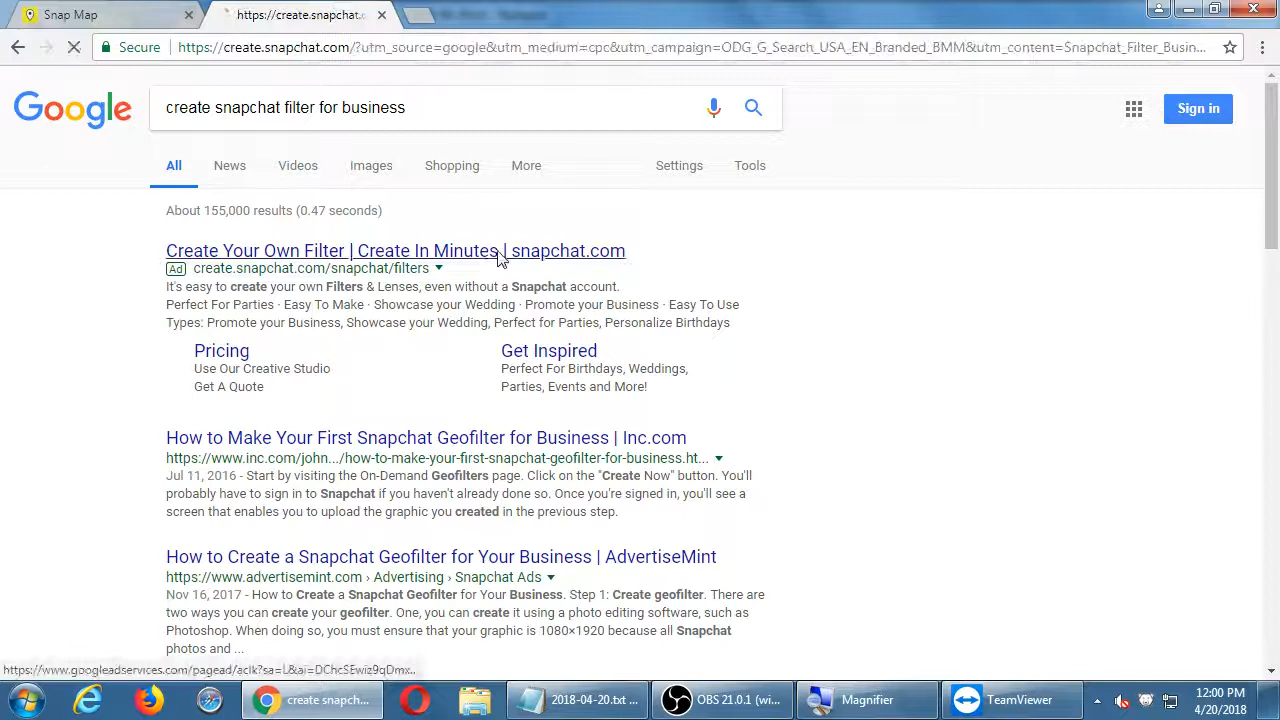 Snap Map
https://create.snapchat.c
Secure
https://create.snapchat.com/?utm_source=google&utm_medium=cpc&utm_campaign=ODG_G_Search_USA_EN_Branded_BMM&utm_content=Snapchat_Filter_Busin...
Google
create snapchat filter for business
Sign in
All News Videos Images Shopping More Settings Tools
About 155,000 results (0.47 seconds)
Create Your Own Filter | Create In Minutes | snapchat.com
Ad create.snapchat.com/snapchat/filters
It's easy to create your own Filters & Lenses, even without a Snapchat account.
Perfect For Parties · Easy To Make · Showcase your Wedding · Promote your Business · Easy To Use
Types: Promote your Business, Showcase your Wedding, Perfect for Parties, Personalize Birthdays
Pricing
Use Our Creative Studio
Get A Quote
Get Inspired
Perfect For Birthdays, Weddings,
Parties, Events and More!
How to Make Your First Snapchat Geofilter for Business | Inc.com
https://www.inc.com/john.../how-to-make-your-first-snapchat-geofilter-for-business.ht...
Jul 11, 2016 - Start by visiting the On-Demand Geofilters page. Click on the "Create Now" button. You'll
probably have to sign in to Snapchat if you haven't already done so. Once you're signed in, you'll see a
screen that enables you to upload the graphic you created in the previous step.
How to Create a Snapchat Geofilter for Your Business | AdvertiseMint
https://www.advertisemint.com › Advertising › Snapchat Ads
Nov 16, 2017 - How to Create a Snapchat Geofilter for Your Business. Step 1: Create geofilter. There are
two ways you can create your geofilter. One, you can create it using a photo editing software, such as
Photoshop. When doing so, you must ensure that your graphic is 1080×1920 because all Snapchat
photos and ...
https://www.googleadservices.com/pagead/aclk?sa=L&ai=DChcSEwiz9qDmx...
create snapch...
2018-04-20.txt ...
OBS 21.0.1 (wi...
Magnifier
TeamViewer
12:00 PM
4/20/2018